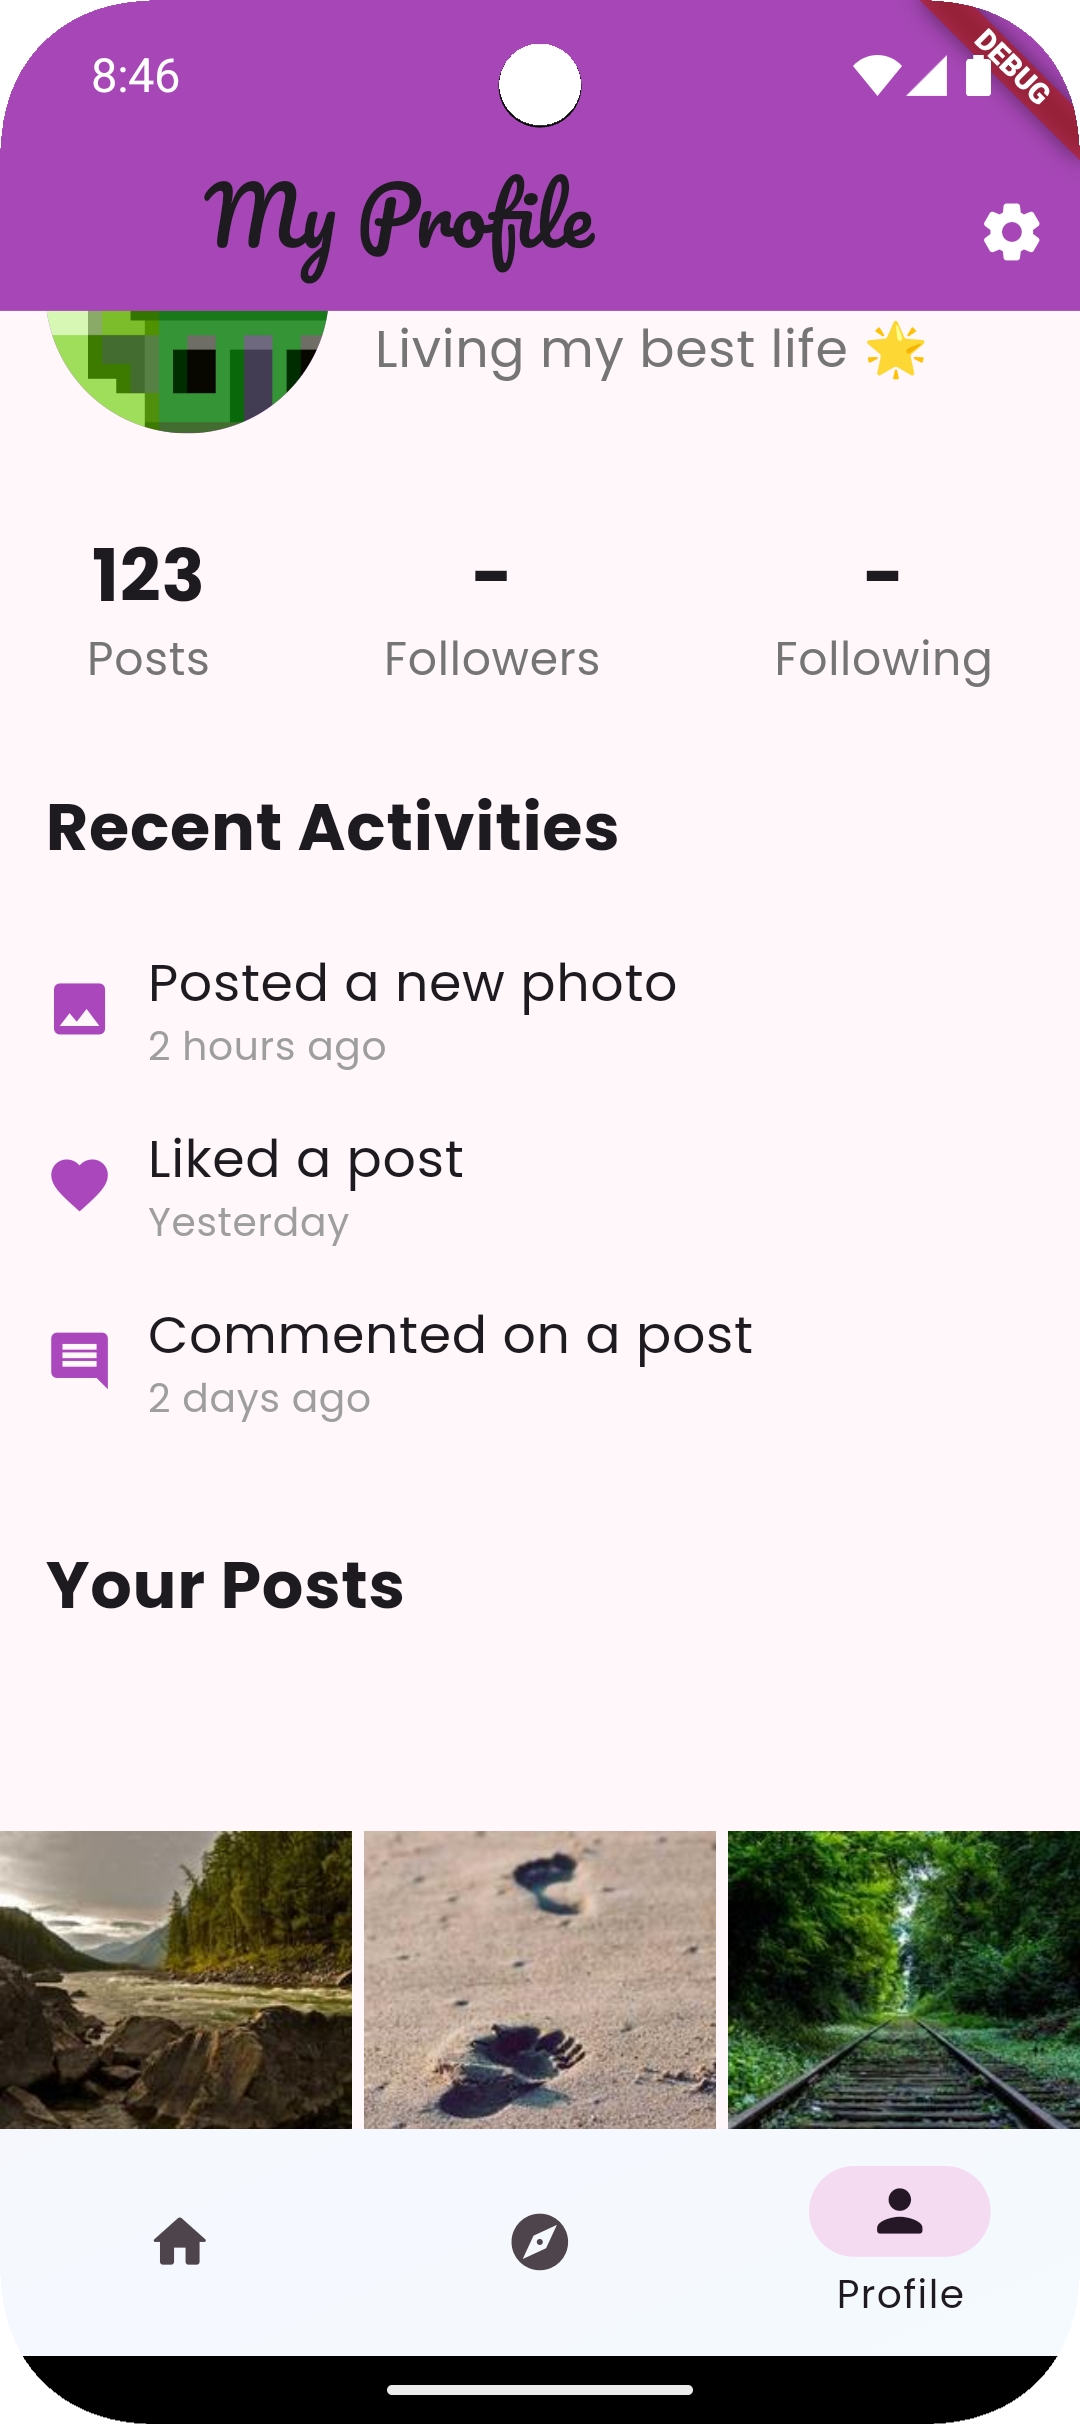 8:46
DEBUG
My Profile
Living my best life 🌟
123 - -
Posts Followers Following
Recent Activities
Posted a new photo
2 hours ago
Liked a post
Yesterday
Commented on a post
2 days ago
Your Posts
Profile